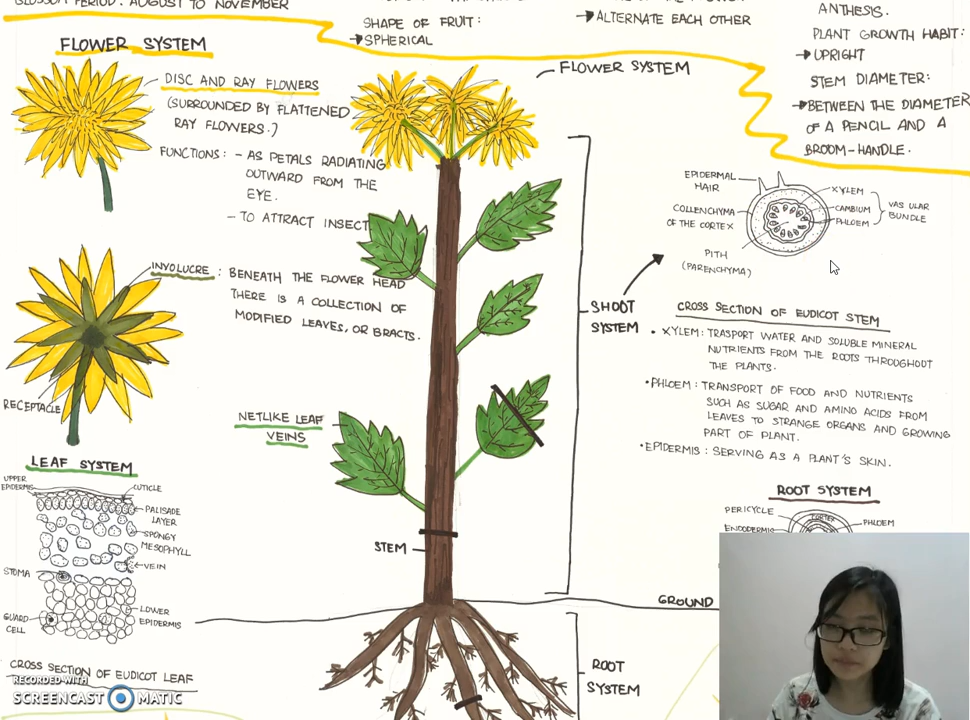 BLOSSOM PERIOD: AUGUST TO NOVEMBER
SHAPE OF FRUIT:
→SPHERICAL
→ALTERNATE EACH OTHER
ANTHESIS.
PLANT GROWTH HABIT:
→UPRIGHT
STEM DIAMETER:
→BETWEEN THE DIAMETER
OF A PENCIL AND A
BROOM-HANDLE.
FLOWER SYSTEM
DISC AND RAY FLOWERS
(SURROUNDED BY FLATTENED
RAY FLOWERS.)
FUNCTIONS: - AS PETALS RADIATING
OUTWARD FROM THE
EYE.
- TO ATTRACT INSECT
INVOLUCRE : BENEATH THE FLOWER HEAD
THERE IS A COLLECTION OF
MODIFIED LEAVES, OR BRACTS.
RECEPTACLE
NETLIKE LEAF
VEINS
LEAF SYSTEM
UPPER
EPIDERMIS
CUTICLE
PALISADE
LAYER
SPONGY
MESOPHYLL
VEIN
STOMA
GUARD
CELL
LOWER
EPIDERMIS
CROSS SECTION OF EUDICOT LEAF
RECORDED WITH
SCREENCAST MATIC
FLOWER SYSTEM
SHOOT
SYSTEM
STEM
GROUND
ROOT
SYSTEM
EPIDERMAL
HAIR
COLLENCHYMA
OF THE CORTEX
PITH
(PARENCHYMA)
XYLEM
CAMBIUM
PHLOEM
VAS ULAR
BUNDLE
CROSS SECTION OF EUDICOT STEM
• XYLEM: TRASPORT WATER AND SOLUBLE MINERAL
NUTRIENTS FROM THE ROOTS THROUGHOUT
THE PLANTS.
• PHLOEM: TRANSPORT OF FOOD AND NUTRIENTS
SUCH AS SUGAR AND AMINO ACIDS FROM
LEAVES TO STRANGE ORGANS AND GROWING
PART OF PLANT.
• EPIDERMIS: SERVING AS A PLANT'S SKIN.
ROOT SYSTEM
PERICYCLE
ENDODERMIS
CORTEX
PHLOEM